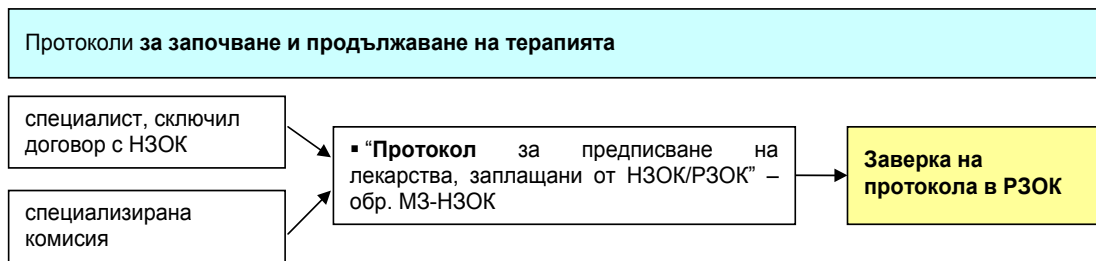 Протоколи за започване и продължаване на терапията
специалист, сключил
договор с НЗОК
▪ “Протокол за предписване на
лекарства, заплащани от НЗОК/РЗОК” –
обр. МЗ-НЗОК
Заверка на
протокола в РЗОК
специализирана
комисия